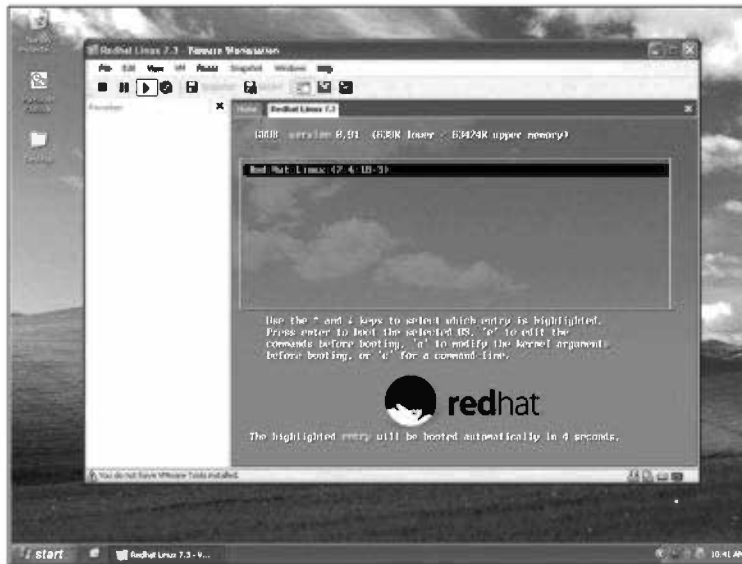 Redhat Linux 7.3 - VMware Workstation
File Edit View VM Power Snapshot Windows Help
Snapshot
Favorites
Home Redhat Linux 7.3
GRUB version 0.91 (639K lower / 63424K upper memory)
Red Hat Linux (2.4.18-3)
Use the ↑ and ↓ keys to select which entry is highlighted.
Press enter to boot the selected OS, 'e' to edit the
commands before booting, 'a' to modify the kernel arguments
before booting, or 'c' for a command-line.
redhat
The highlighted entry will be booted automatically in 4 seconds.
You do not have VMware Tools installed.
start
Redhat Linux 7.3 - V...
10:41 AM